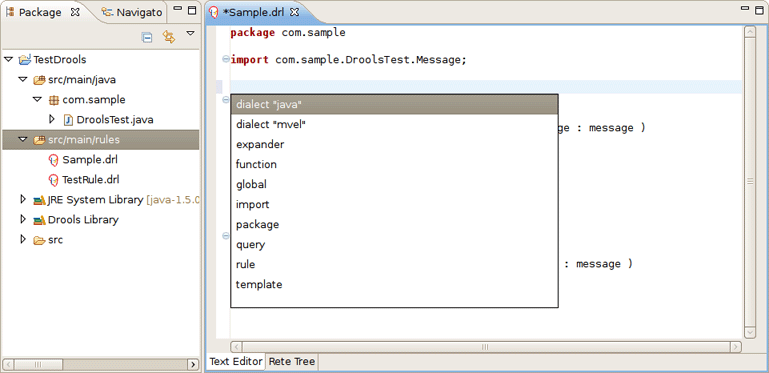 Package
Navigato
TestDrools
src/main/java
com.sample
DroolsTest.java
src/main/rules
Sample.drl
TestRule.drl
JRE System Library [java-1.5.0
Drools Library
src
*Sample.drl
package com.sample
import com.sample.DroolsTest.Message;
dialect "java"
dialect "mvel"
ge : message )
expander
function
global
import
package
query
rule
: message )
template
Text Editor
Rete Tree